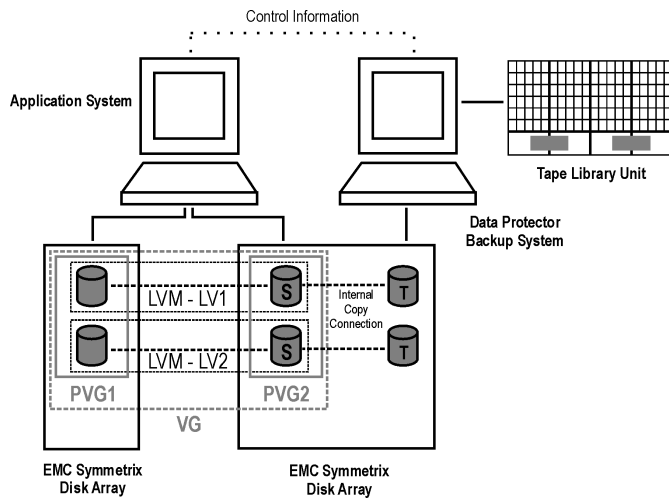 Control Information
Application System
Tape Library Unit
Data Protector
Backup System
S
T
LVM - LV1
Internal
Copy
Connection
S
T
LVM - LV2
PVG1
PVG2
VG
EMC Symmetrix
Disk Array
EMC Symmetrix
Disk Array